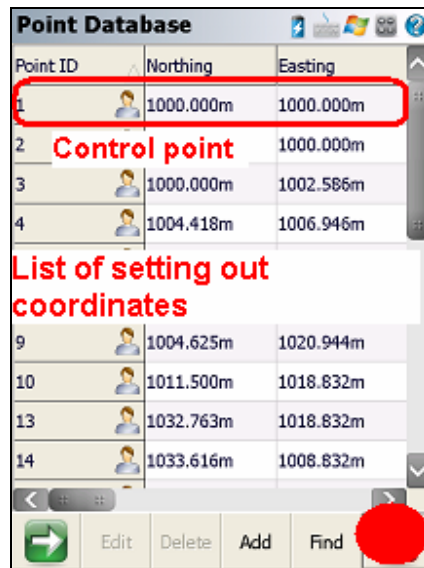 Point Database
Point ID Northing Easting
1 1000.000m 1000.000m
2 Control point 1000.000m
3 1000.000m 1002.586m
4 1004.418m 1006.946m
List of setting out
coordinates
9 1004.625m 1020.944m
10 1011.500m 1018.832m
13 1032.763m 1018.832m
14 1033.616m 1008.832m
Edit Delete Add Find